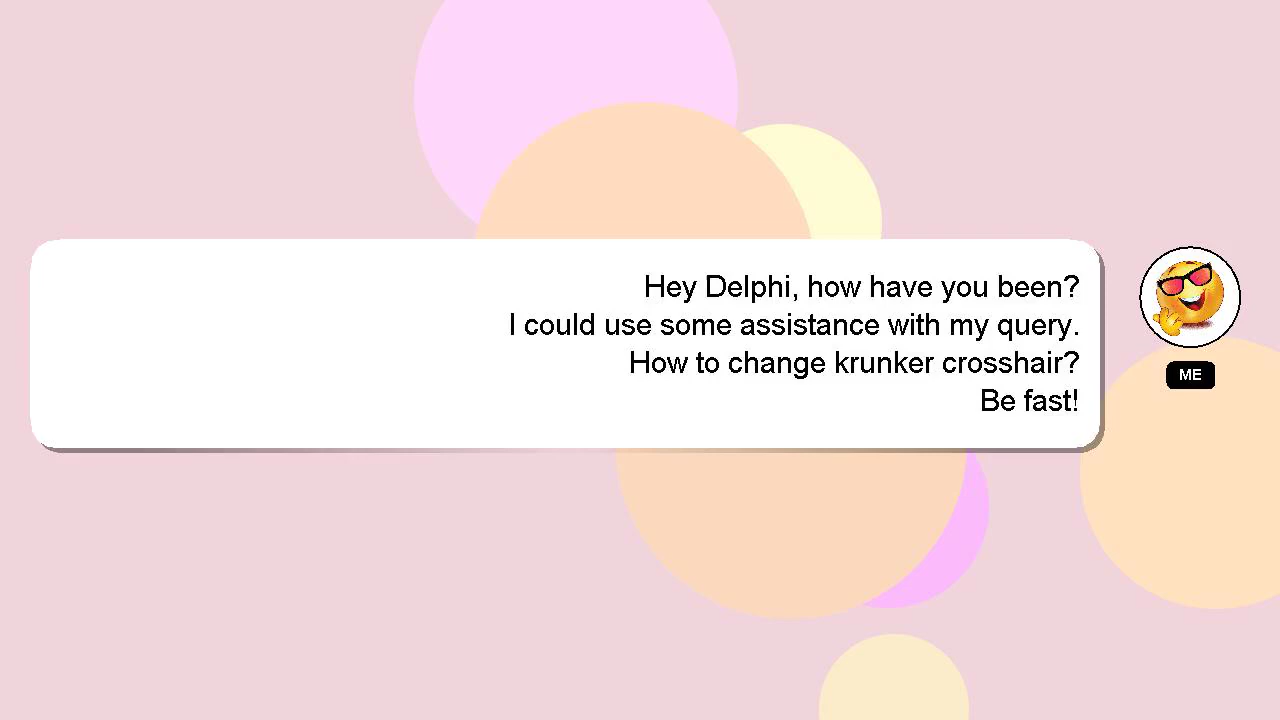 Hey Delphi, how have you been?
I could use some assistance with my query.
How to change krunker crosshair?
Be fast!
ME